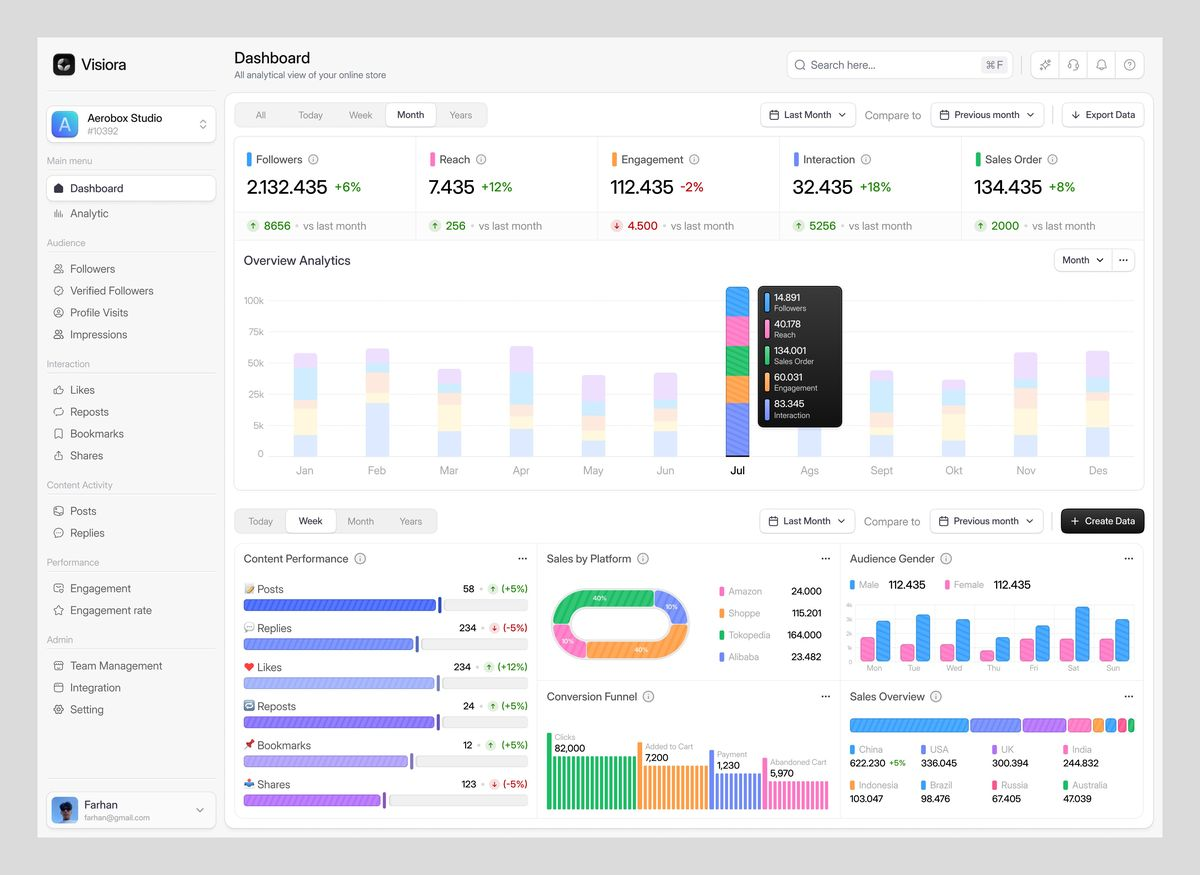 Visiora
Aerobox Studio
#10392
Main menu
Dashboard
Analytic
Audience
Followers
Verified Followers
Profile Visits
Impressions
Interaction
Likes
Reposts
Bookmarks
Shares
Content Activity
Posts
Replies
Performance
Engagement
Engagement rate
Admin
Team Management
Integration
Setting
Farhan
farhan@gmail.com
Dashboard
All analytical view of your online store
Search here... ⌘ F
All Today Week Month Years
Last Month Compare to Previous month Export Data
Followers
2.132.435 +6%
8656 • vs last month
Reach
7.435 +12%
256 • vs last month
Engagement
112.435 -2%
4.500 • vs last month
Interaction
32.435 +18%
5256 • vs last month
Sales Order
134.435 +8%
2000 • vs last month
Overview Analytics
Month
100k
75k
50k
25k
5k
0
14.891
Followers
40.178
Reach
134.001
Sales Order
60.031
Engagement
83.345
Interaction
Jan Feb Mar Apr May Jun Jul Ags Sept Okt Nov Des
Today Week Month Years
Last Month Compare to Previous month + Create Data
Content Performance
Posts 58 • (+5%)
Replies 234 • (-5%)
Likes 234 • (+12%)
Reposts 24 • (+5%)
Bookmarks 12 • (+5%)
Shares 123 • (-5%)
Sales by Platform
40%
10%
10%
40%
Amazon 24.000
Shoppe 115.201
Tokopedia 164.000
Alibaba 23.482
Conversion Funnel
Clicks
82,000
Added to Cart
7,200
Payment
1,230
Abandoned Cart
5,970
Audience Gender
Male 112.435 Female 112.435
4k
3k
2k
1k
0
Mon Tue Wed Thu Fri Sat Sun
Sales Overview
China USA UK India
622.230 +5% 336.045 300.394 244.832
Indonesia Brazil Russia Australia
103.047 98.476 67.405 47.039